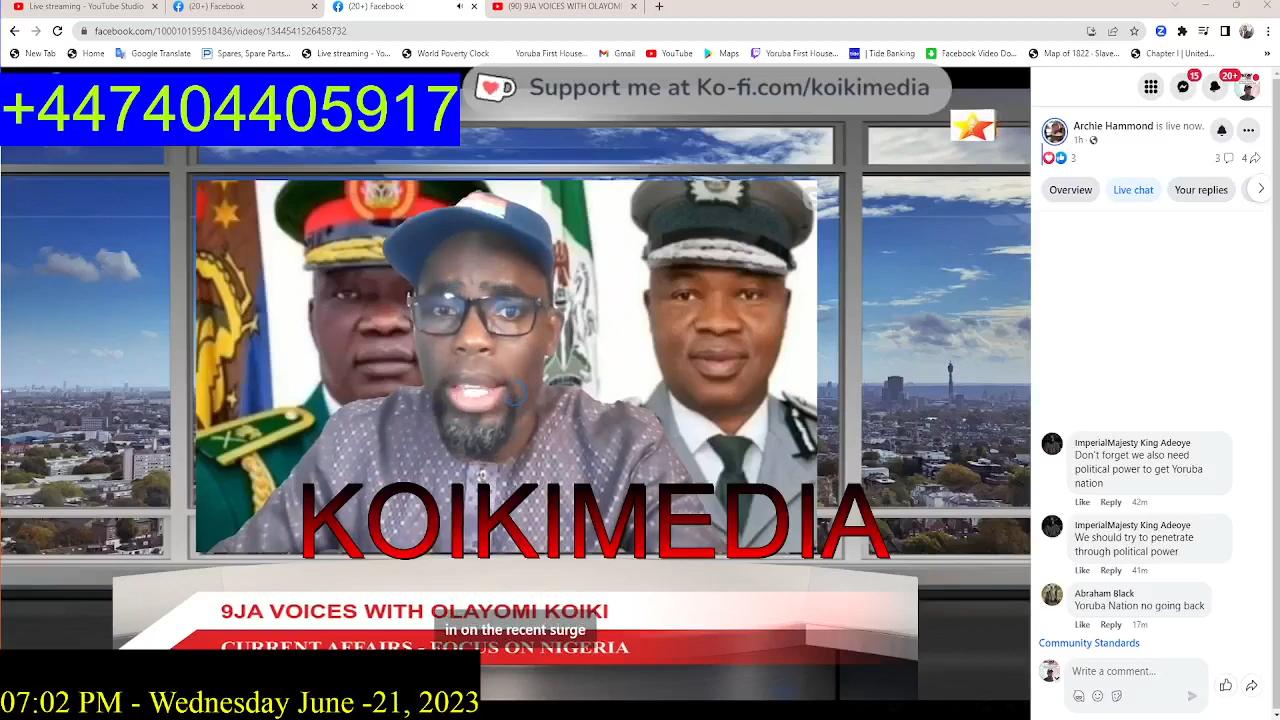 Live streaming - YouTube Studio
(20+) Facebook
(20+) Facebook
(90) 9JA VOICES WITH OLAYOMI
facebook.com/100010159518436/videos/1344541526458732
New Tab
Home
Google Translate
Spores, Incorporat...
Live streaming - Yo...
World Poverty Clock
Yoruba First House...
Gmail
YouTube
Maps
Yoruba First House...
Tide Banking
Facebook Video Do...
Map of 1822 - Slave...
Chapter I | United...
+447404405917
Support me at Ko-fi.com/koikimedia
15
20+
Archie Hammond is live now.
1h
3
3
4
Overview
Live chat
Your replies
KOIKIMEDIA
9JA VOICES WITH OLAYOMI KOIKI
in on the recent surge
CURRENT AFFAIRS - FOCUS ON NIGERIA
07:02 PM - Wednesday June -21, 2023
ImperialMajesty King Adeoye
Don't forget we also need
political power to get Yoruba
nation
Like Reply 42m
ImperialMajesty King Adeoye
We should try to penetrate
through political power
Like Reply 41m
Abraham Black
Yoruba Nation no going back
Like Reply 17m
Community Standards
Write a comment...